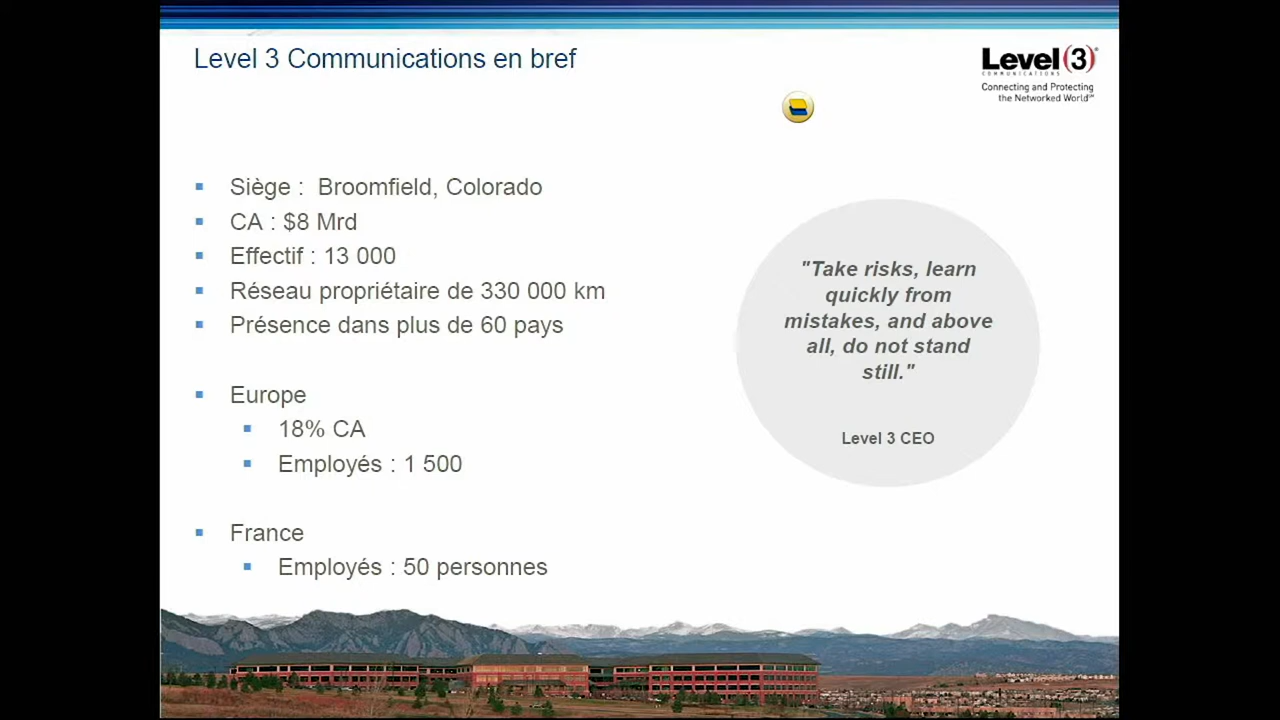 Level 3 Communications en bref
Level(3)
COMMUNICATIONS
Connecting and Protecting
the Networked World℠
Siège : Broomfield, Colorado
CA : $8 Mrd
Effectif : 13 000
Réseau propriétaire de 330 000 km
Présence dans plus de 60 pays
Europe
18% CA
Employés : 1 500
France
Employés : 50 personnes
"Take risks, learn
quickly from
mistakes, and above
all, do not stand
still."
Level 3 CEO